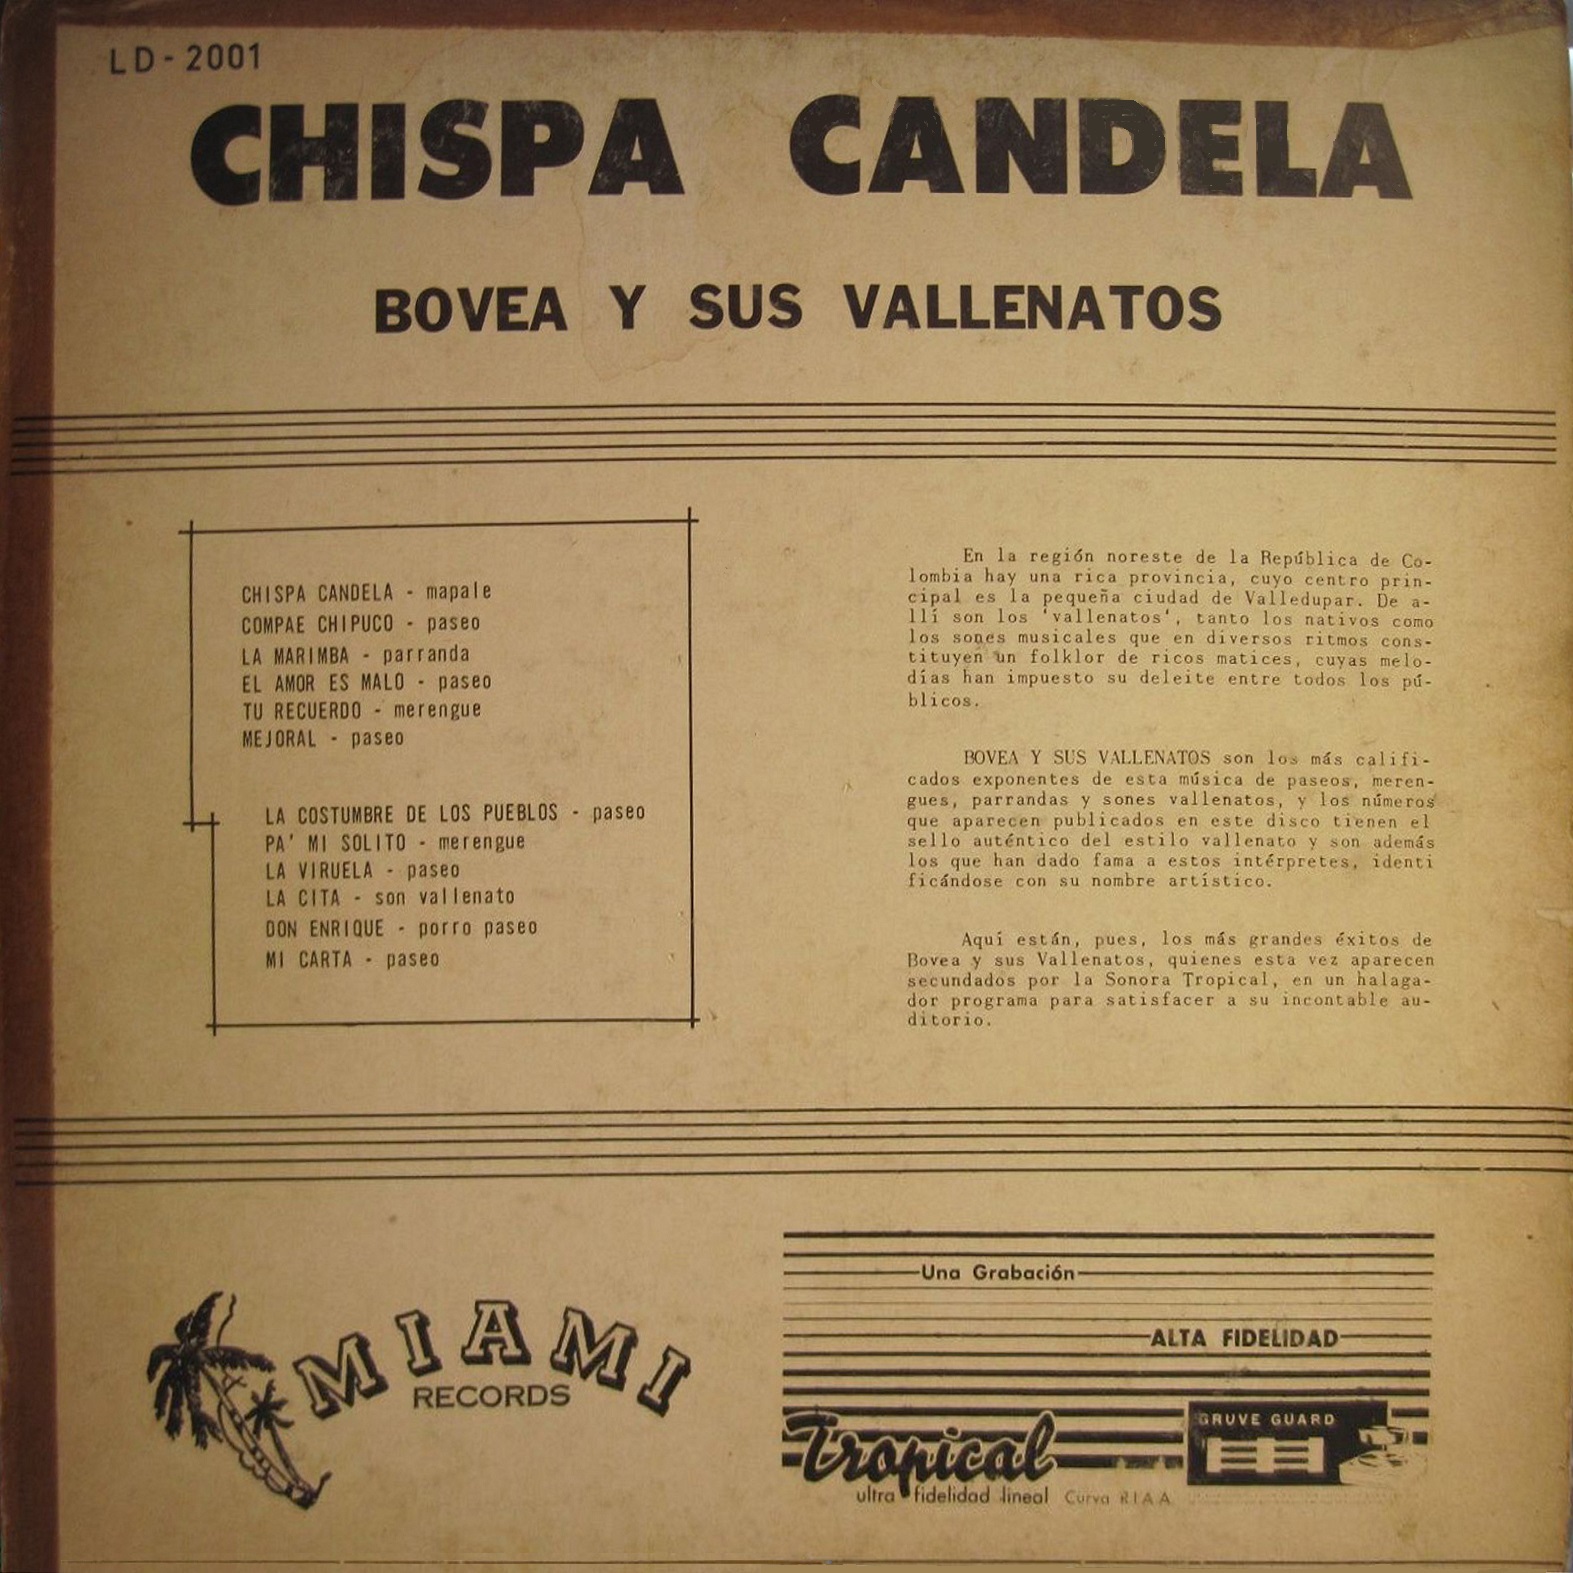 LD-2001
CHISPA CANDELA
BOVEA Y SUS VALLENATOS
CHISPA CANDELA - mapale
COMPAE CHIPUCO - paseo
LA MARIMBA - parranda
EL AMOR ES MALO - paseo
TU RECUERDO - merengue
MEJORAL - paseo
LA COSTUMBRE DE LOS PUEBLOS - paseo
PA' MI SOLITO - merengue
LA VIRUELA - paseo
LA CITA - son vallenato
DON ENRIQUE - porro paseo
MI CARTA - paseo
En la región noreste de la República de Co-
lombia hay una rica provincia, cuyo centro prin-
cipal es la pequeña ciudad de Valledupar. De a-
llí son los 'vallenatos', tanto los nativos como
los sones musicales que en diversos ritmos cons-
tituyen un folklor de ricos matices, cuyas melo-
días han impuesto su deleite entre todos los pú-
blicos.
BOVEA Y SUS VALLENATOS son los más califi-
cados exponentes de esta música de paseos, meren-
gues, parrandas y sones vallenatos, y los números
que aparecen publicados en este disco tienen el
sello auténtico del estilo vallenato y son además
los que han dado fama a estos intérpretes, identi
ficándose con su nombre artístico.
Aquí están, pues, los más grandes éxitos de
Bovea y sus Vallenatos, quienes esta vez aparecen
secundados por la Sonora Tropical, en un halaga-
dor programa para satisfacer a su incontable au-
ditorio.
MIAMI
RECORDS
Una Grabación
ALTA FIDELIDAD
Tropical
GRUVE GUARD
ultra fidelidad lineal Curva RIAA